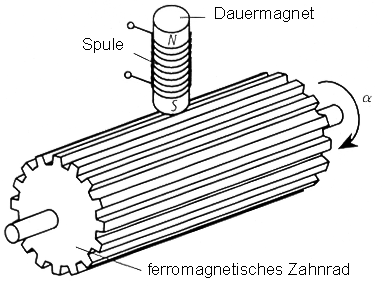 Dauermagnet
Spule
N
S
α
ferromagnetisches Zahnrad